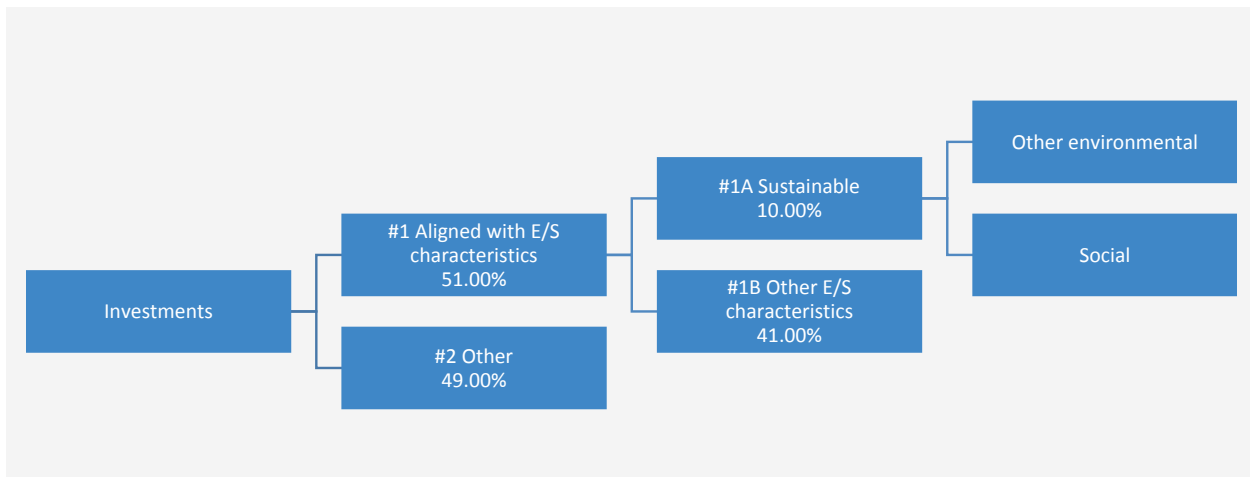 Investments
#1 Aligned with E/S
characteristics
51.00%
#2 Other
49.00%
#1A Sustainable
10.00%
#1B Other E/S
characteristics
41.00%
Other environmental
Social